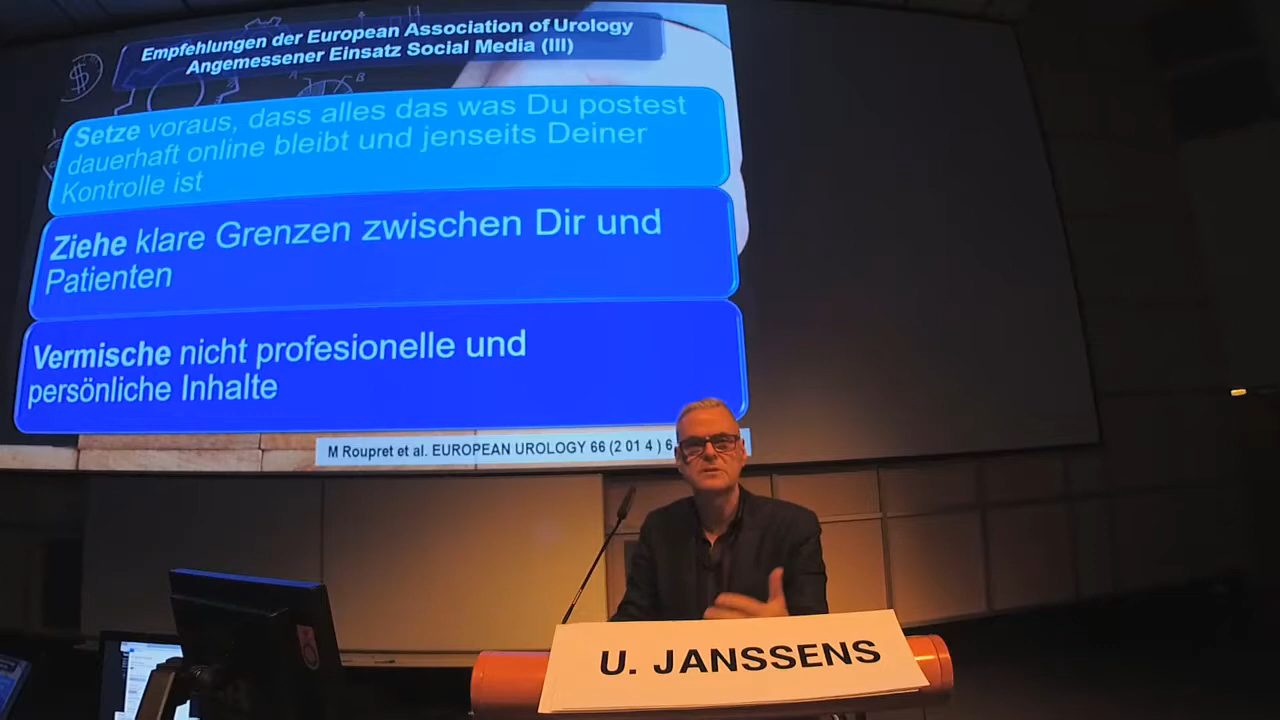 Empfehlungen der European Association of Urology
Angemessener Einsatz Social Media (III)
Setze voraus, dass alles das was Du postest
dauerhaft online bleibt und jenseits Deiner
Kontrolle ist
Ziehe klare Grenzen zwischen Dir und
Patienten
Vermische nicht profesionelle und
persönliche Inhalte
M Roupret et al. EUROPEAN UROLOGY 66 (2 01 4 ) 6
U. JANSSENS